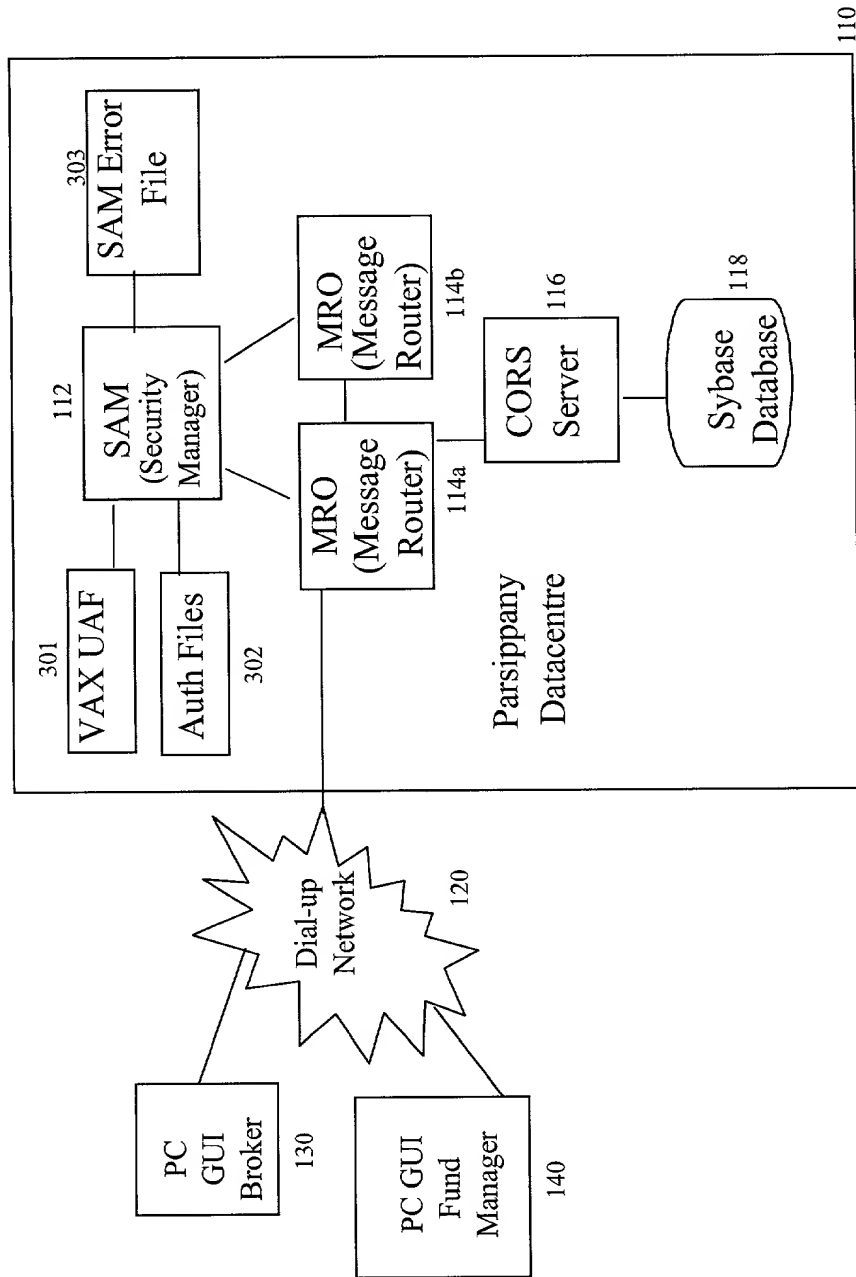 110
VAX UAF
301
Auth Files
302
SAM
(Security
Manager)
112
SAM Error
File
303
MRO
(Message
Router)
114a
MRO
(Message
Router)
114b
CORS
Server
116
Sybase
Database
118
Parsippany
Datacentre
Dial-up
Network
120
PC
GUI
Broker
130
PC GUI
Fund
Manager
140